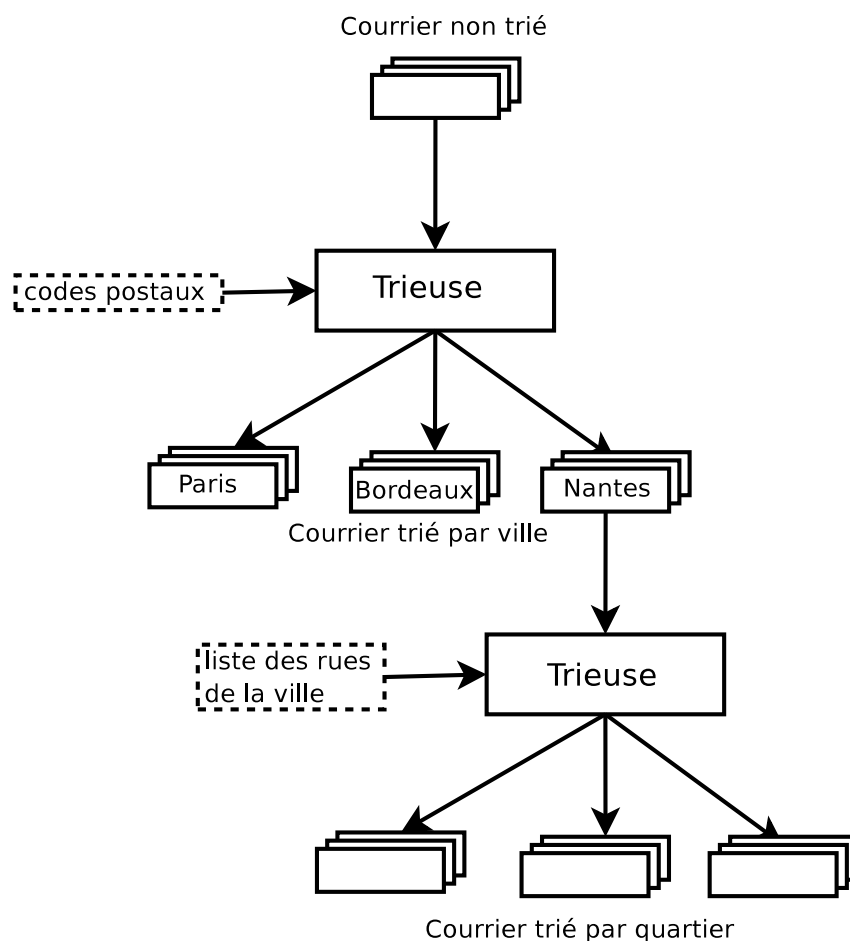 Courrier non trié
codes postaux
Trieuse
Paris
Bordeaux
Nantes
Courrier trié par ville
liste des rues
de la ville
Trieuse
Courrier trié par quartier